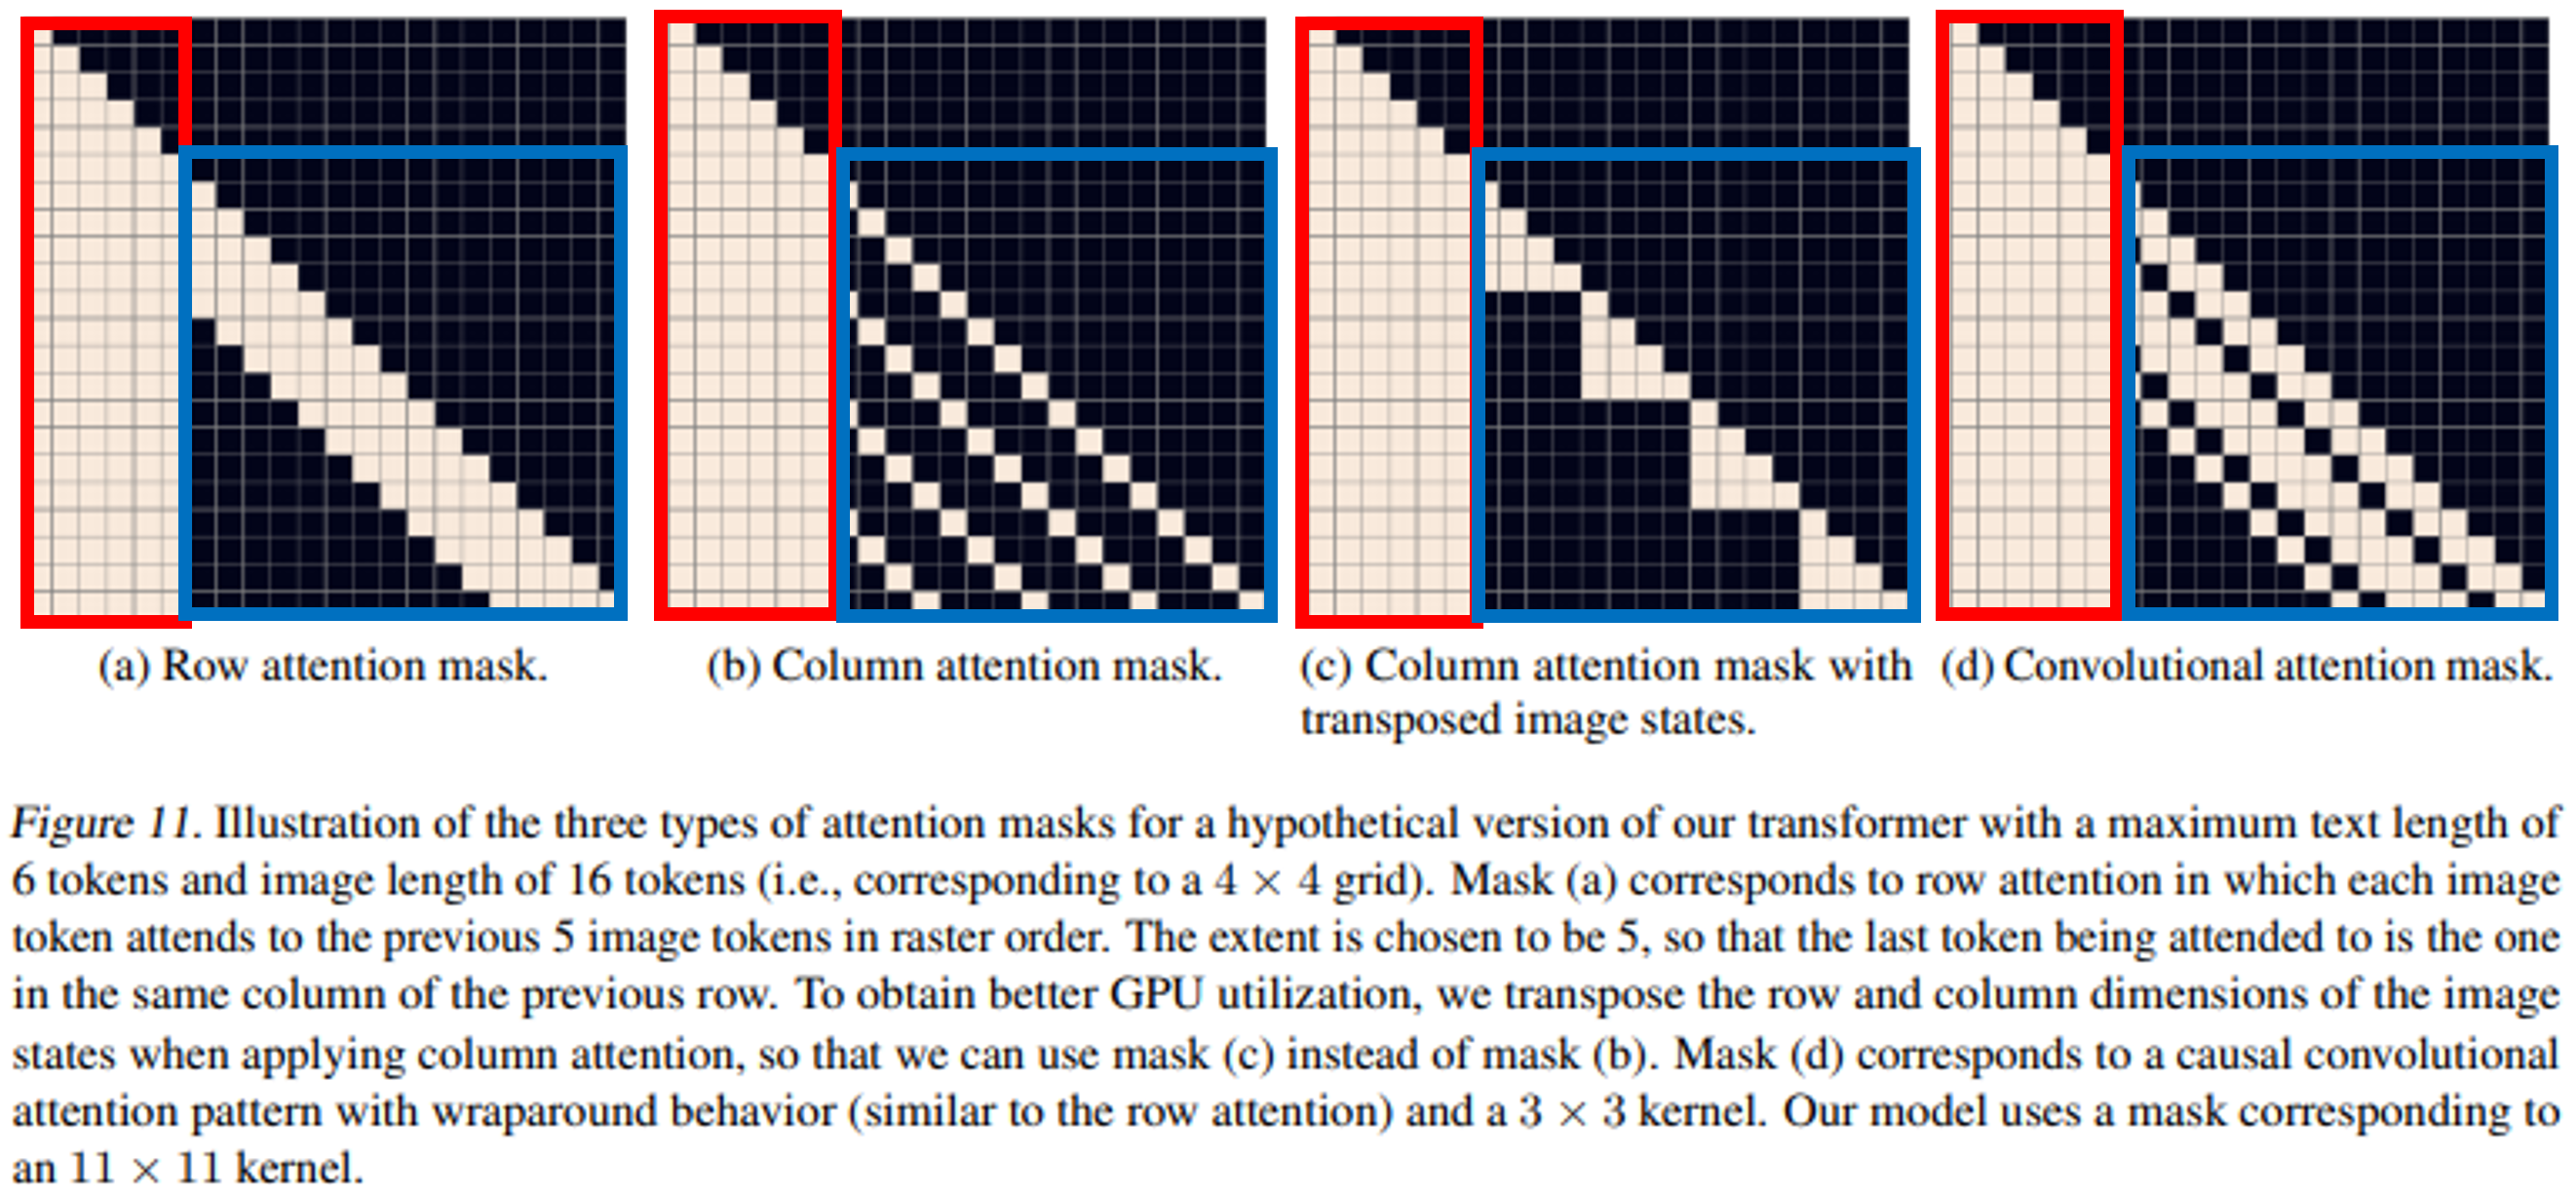 (a) Row attention mask.
(b) Column attention mask.
(c) Column attention mask with
transposed image states.
(d) Convolutional attention mask.
Figure 11. Illustration of the three types of attention masks for a hypothetical version of our transformer with a maximum text length of
6 tokens and image length of 16 tokens (i.e., corresponding to a 4 × 4 grid). Mask (a) corresponds to row attention in which each image
token attends to the previous 5 image tokens in raster order. The extent is chosen to be 5, so that the last token being attended to is the one
in the same column of the previous row. To obtain better GPU utilization, we transpose the row and column dimensions of the image
states when applying column attention, so that we can use mask (c) instead of mask (b). Mask (d) corresponds to a causal convolutional
attention pattern with wraparound behavior (similar to the row attention) and a 3 × 3 kernel. Our model uses a mask corresponding to
an 11 × 11 kernel.